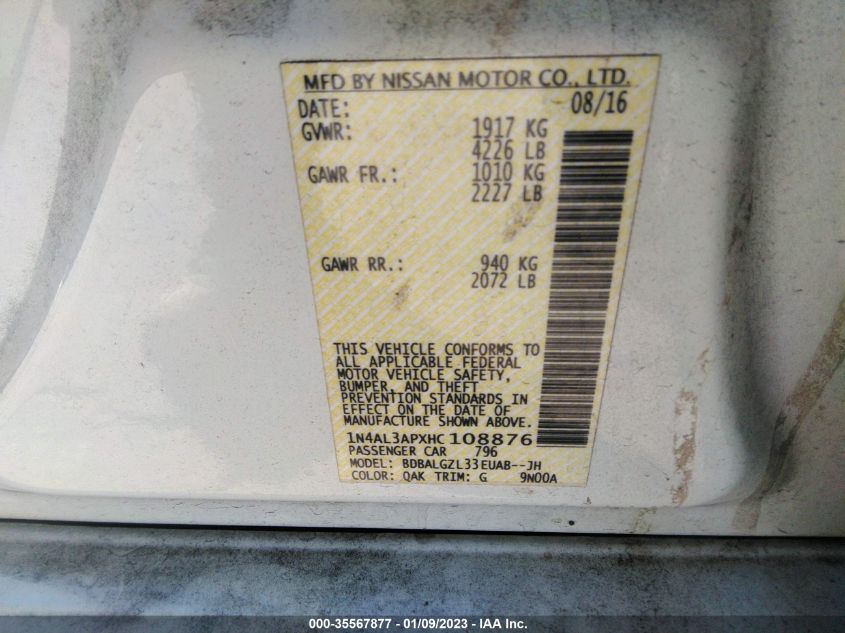 MFD BY NISSAN MOTOR CO., LTD.
DATE: 08/16
GVWR: 1917 KG
4226 LB
GAWR FR.: 1010 KG
2227 LB
GAWR RR.: 940 KG
2072 LB
THIS VEHICLE CONFORMS TO
ALL APPLICABLE FEDERAL
MOTOR VEHICLE SAFETY,
BUMPER, AND THEFT
PREVENTION STANDARDS IN
EFFECT ON THE DATE OF
MANUFACTURE SHOWN ABOVE.
1N4AL3APXHC108876
PASSENGER CAR 796
MODEL: BDBALGZL33EUAB--JH
COLOR: QAK TRIM: G 9N00A
000-35567877 — 01/09/2023 — IAAI.com